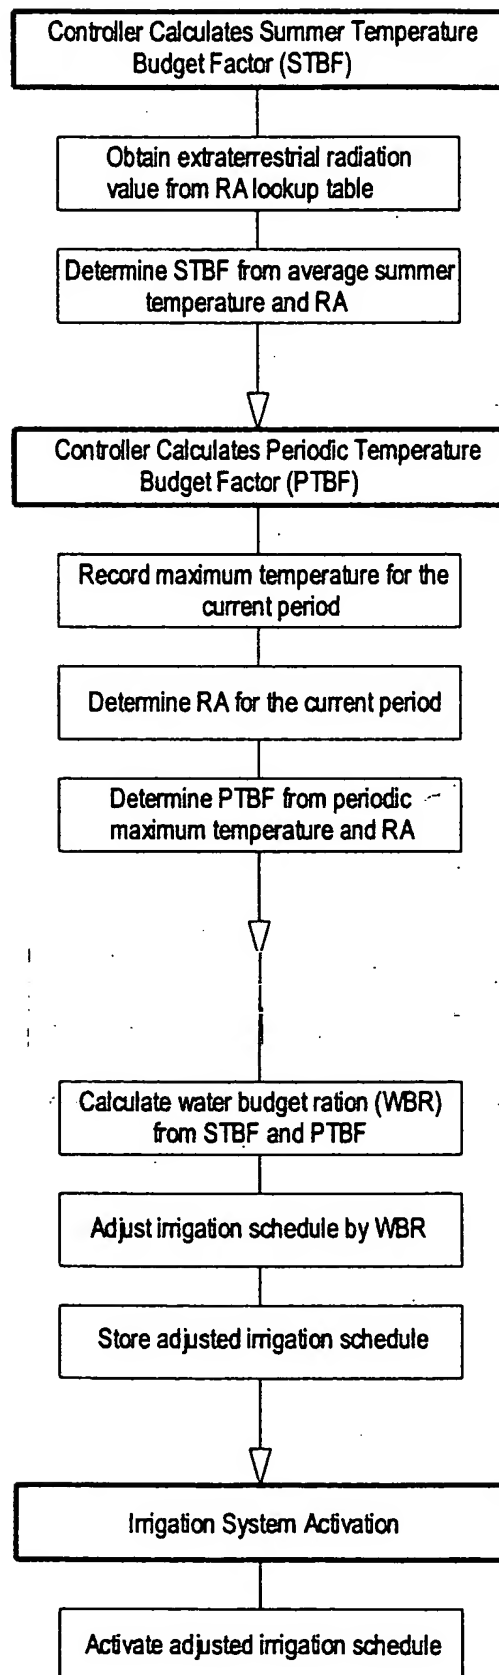 Controller Calculates Summer Temperature
Budget Factor (STBF)
Obtain extraterrestrial radiation
value from RA lookup table
Determine STBF from average summer
temperature and RA
Controller Calculates Periodic Temperature
Budget Factor (PTBF)
Record maximum temperature for the
current period
Determine RA for the current period
Determine PTBF from periodic
maximum temperature and RA
Calculate water budget ration (WBR)
from STBF and PTBF
Adjust irrigation schedule by WBR
Store adjusted irrigation schedule
Irrigation System Activation
Activate adjusted irrigation schedule